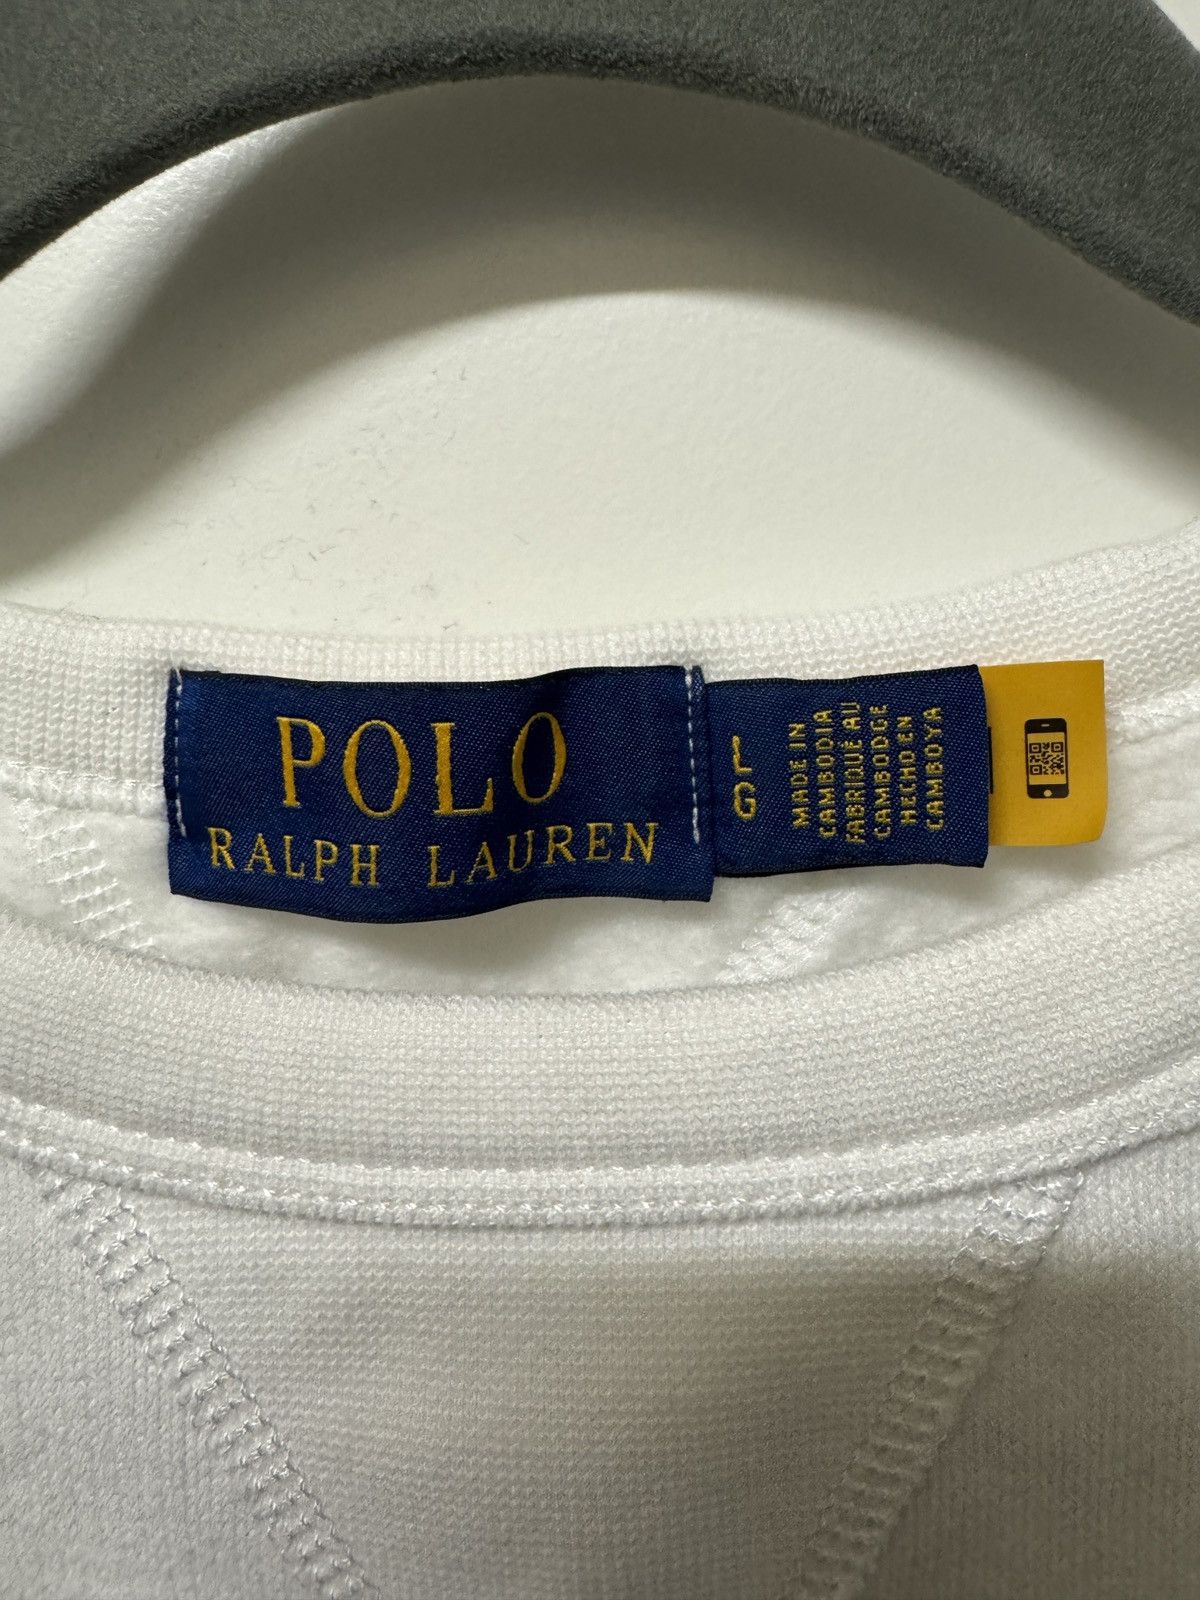 POLO
RALPH LAUREN
L
G
MADE IN
CAMBODIA
FABRIQUÉ AU
CAMBODGE
HECHO EN
CAMBOYA